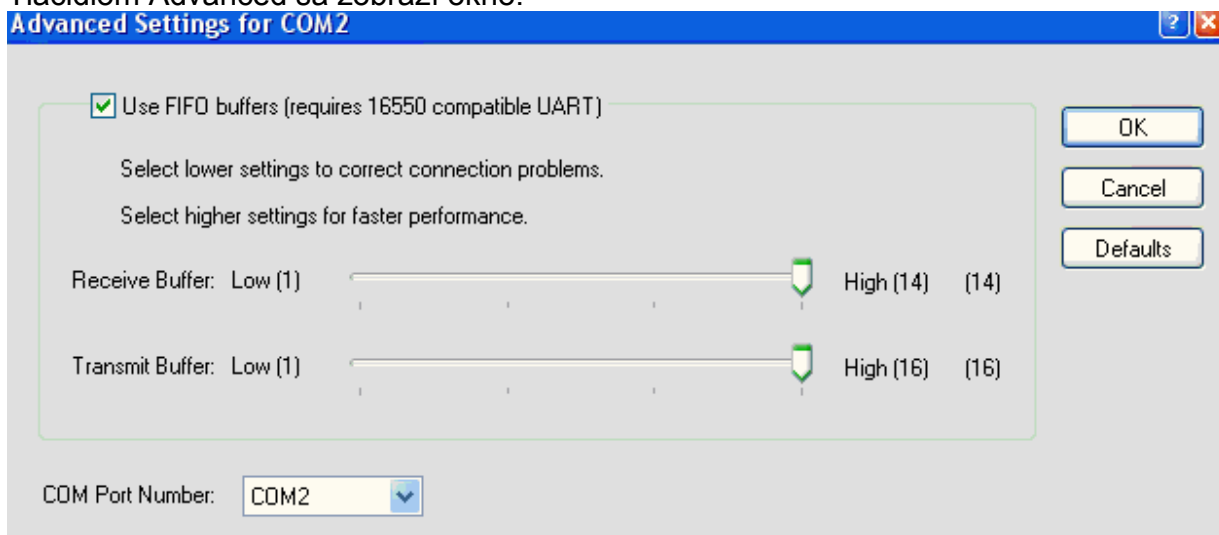 Tlačidlom Advanced sa zobrazí okno:
Advanced Settings for COM2
Use FIFO buffers (requires 16550 compatible UART)
OK
Select lower settings to correct connection problems.
Cancel
Select higher settings for faster performance.
Defaults
Receive Buffer: Low (1) High (14) (14)
Transmit Buffer: Low (1) High (16) (16)
COM Port Number: COM2